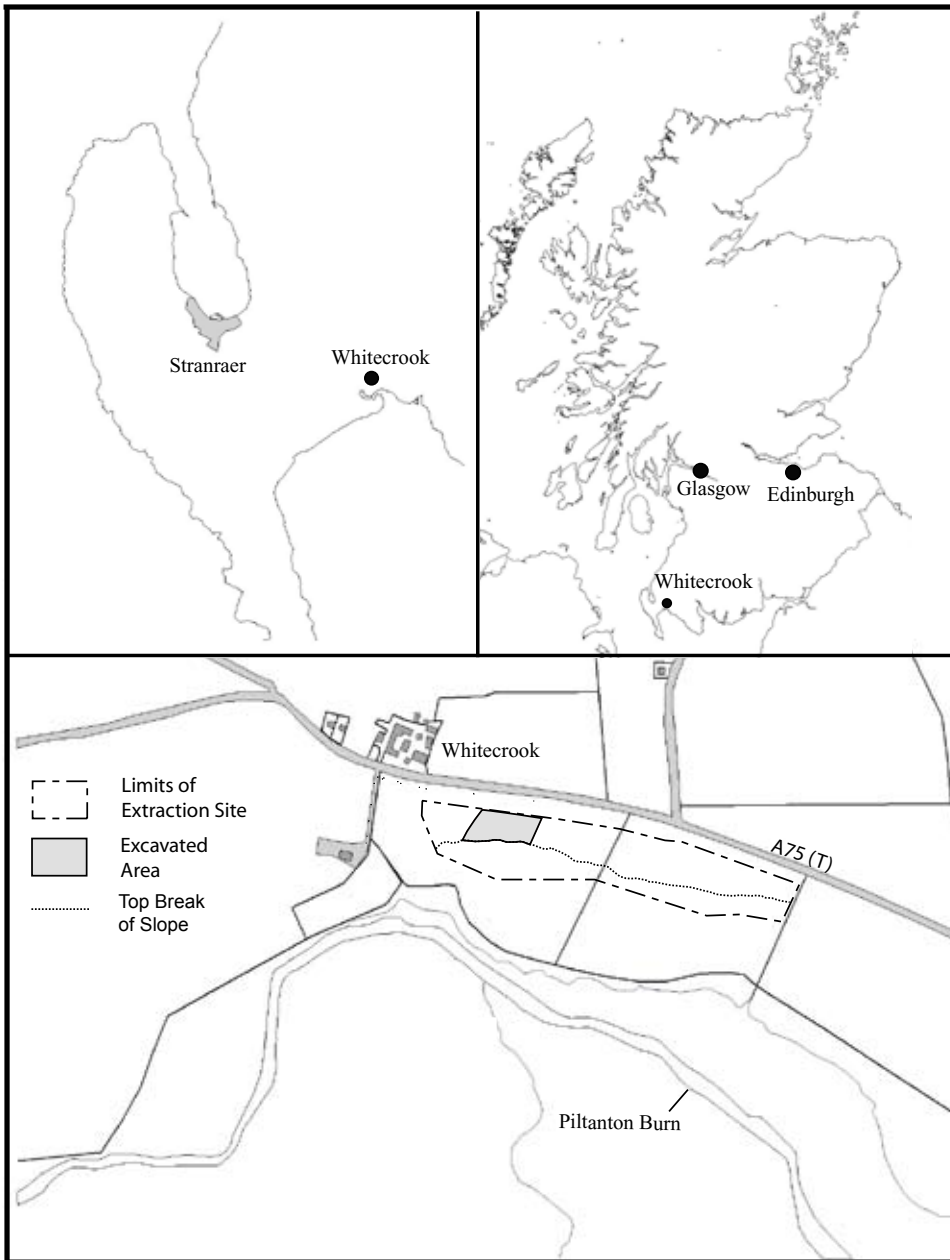 Stranraer
Whitecrook
Glasgow
Edinburgh
Whitecrook
Whitecrook
Limits of
Extraction Site
Excavated
Area
Top Break
of Slope
A75 (T)
Piltanton Burn